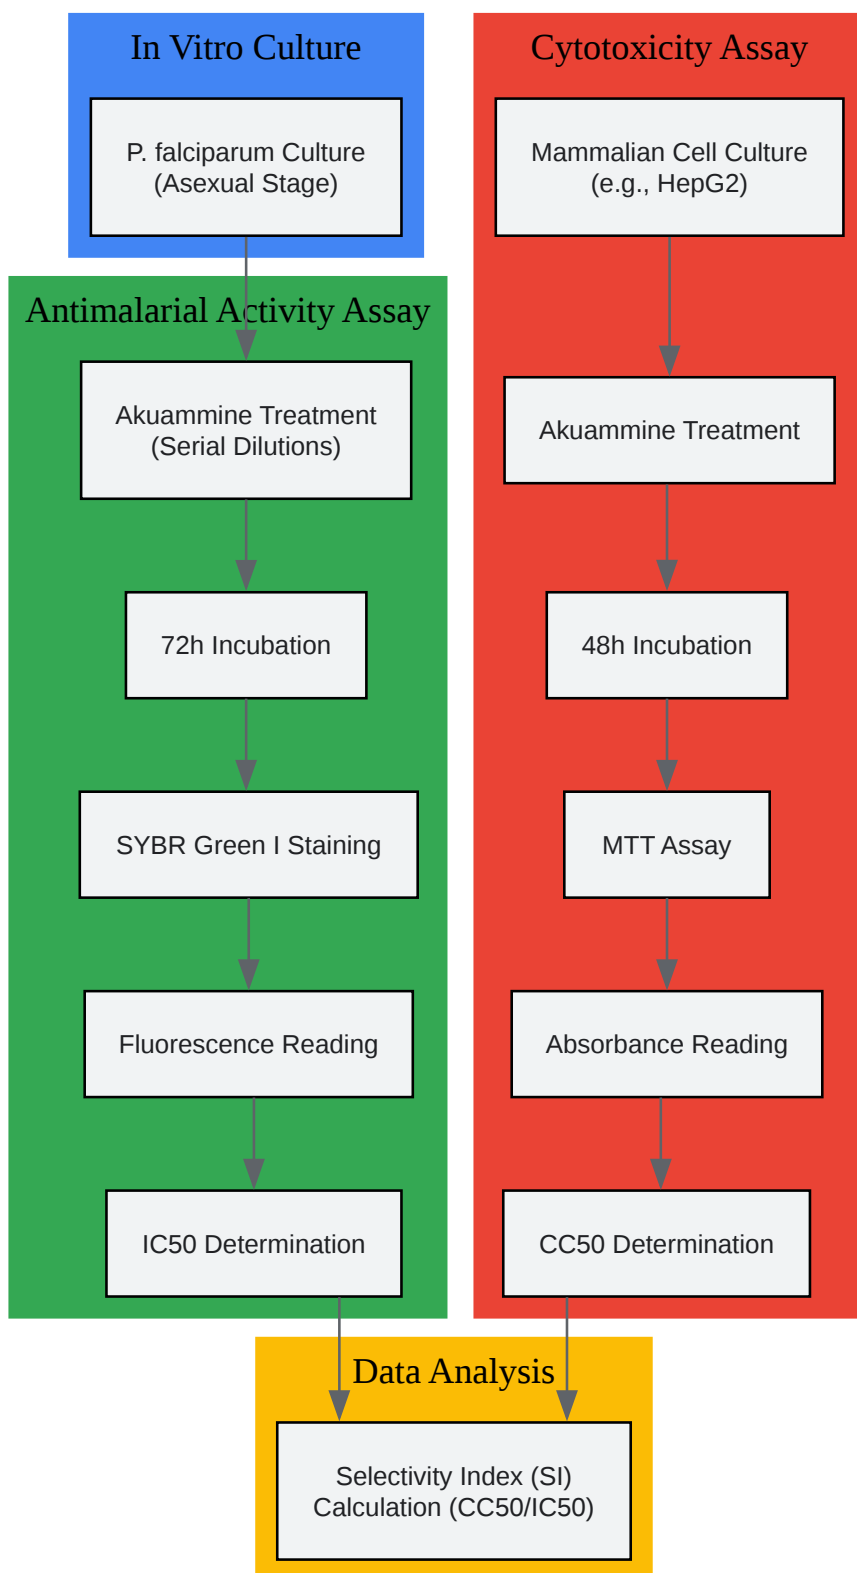 In Vitro Culture
P. falciparum Culture
(Asexual Stage)
Antimalarial Activity Assay
Akuammine Treatment
(Serial Dilutions)
72h Incubation
SYBR Green I Staining
Fluorescence Reading
IC50 Determination
Cytotoxicity Assay
Mammalian Cell Culture
(e.g., HepG2)
Akuammine Treatment
48h Incubation
MTT Assay
Absorbance Reading
CC50 Determination
Data Analysis
Selectivity Index (SI)
Calculation (CC50/IC50)